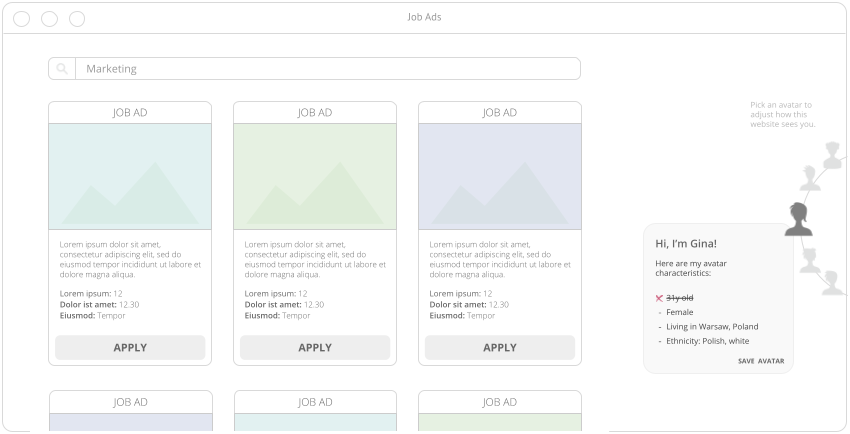 Job Ads
Marketing
Pick an avatar to
adjust how this
website sees you.
JOB AD
Lorem ipsum dolor sit amet,
consectetur adipiscing elit, sed do
eiusmod tempor incididunt ut labore et
dolore magna aliqua.
Lorem ipsum: 12
Dolor ist amet: 12.30
Eiusmod: Tempor
APPLY
JOB AD
Lorem ipsum dolor sit amet,
consectetur adipiscing elit, sed do
eiusmod tempor incididunt ut labore et
dolore magna aliqua.
Lorem ipsum: 12
Dolor ist amet: 12.30
Eiusmod: Tempor
APPLY
JOB AD
Lorem ipsum dolor sit amet,
consectetur adipiscing elit, sed do
eiusmod tempor incididunt ut labore et
dolore magna aliqua.
Lorem ipsum: 12
Dolor sit amet: 12.30
Eiusmod: Tempor
APPLY
Hi, I'm Gina!
Here are my avatar
characteristics:
31y old
- Female
- Living in Warsaw, Poland
- Ethnicity: Polish, white
SAVE AVATAR
JOB AD
JOB AD
JOB AD